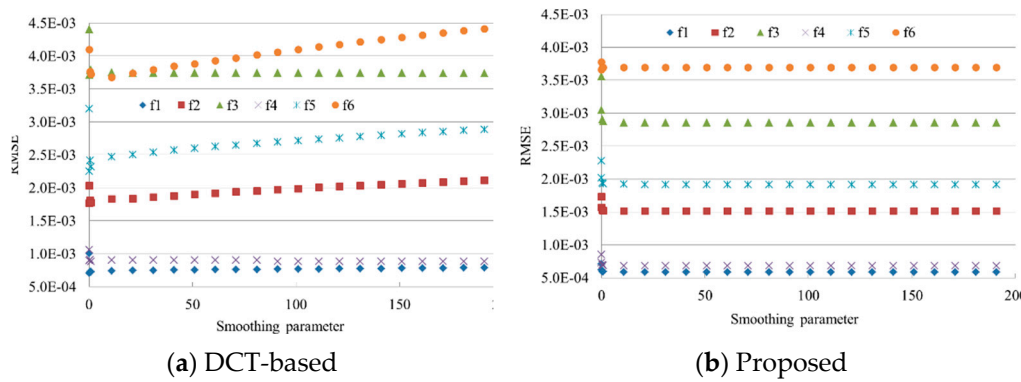 4.5E-03
4.0E-03
3.5E-03
3.0E-03
2.5E-03
2.0E-03
1.5E-03
1.0E-03
5.0E-04
RMSE
f1 f2 f3 f4 f5 f6
0 50 100 150
Smoothing parameter
(a) DCT-based
4.5E-03
4.0E-03
3.5E-03
3.0E-03
2.5E-03
2.0E-03
1.5E-03
1.0E-03
5.0E-04
RMSE
f1 f2 f3 f4 f5 f6
0 50 100 150 200
Smoothing parameter
(b) Proposed